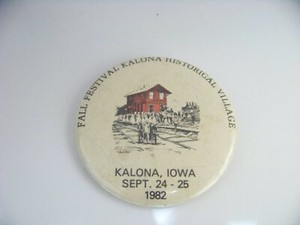 FALL FESTIVAL KALONA HISTORICAL VILLAGE
KALONA, IOWA
SEPT. 24 - 25
1982